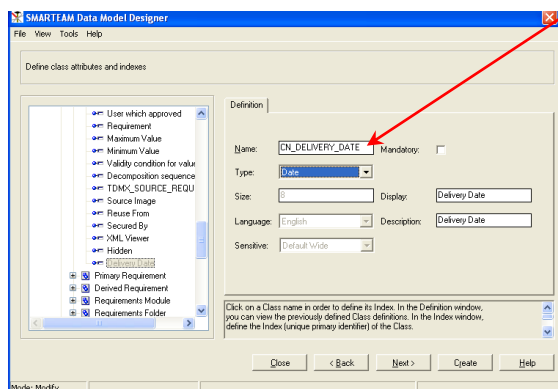 SMARTEAM Data Model Designer
File View Tools Help
Define class attributes and indexes
User which approved
Requirement
Maximum Value
Minimum Value
Validity condition for value
Decomposition sequence
TDMX_SOURCE_REQU
Source Image
Reuse From
Secured By
XML Viewer
Hidden
Delivery Date
Primary Requirement
Derived Requirement
Requirements Module
Requirements Folder
Definition
Name: CN_DELIVERY_DATE Mandatory:
Type: Date
Size: 8 Display: Delivery Date
Language: English Description: Delivery Date
Sensitive: Default Wide
Click on a Class name in order to define its Index. In the Definition window,
you can view the previously defined Class definitions. In the Index window,
define the Index (unique primary identifier) of the Class.
Close < Back Next > Create Help
Mode: Modify